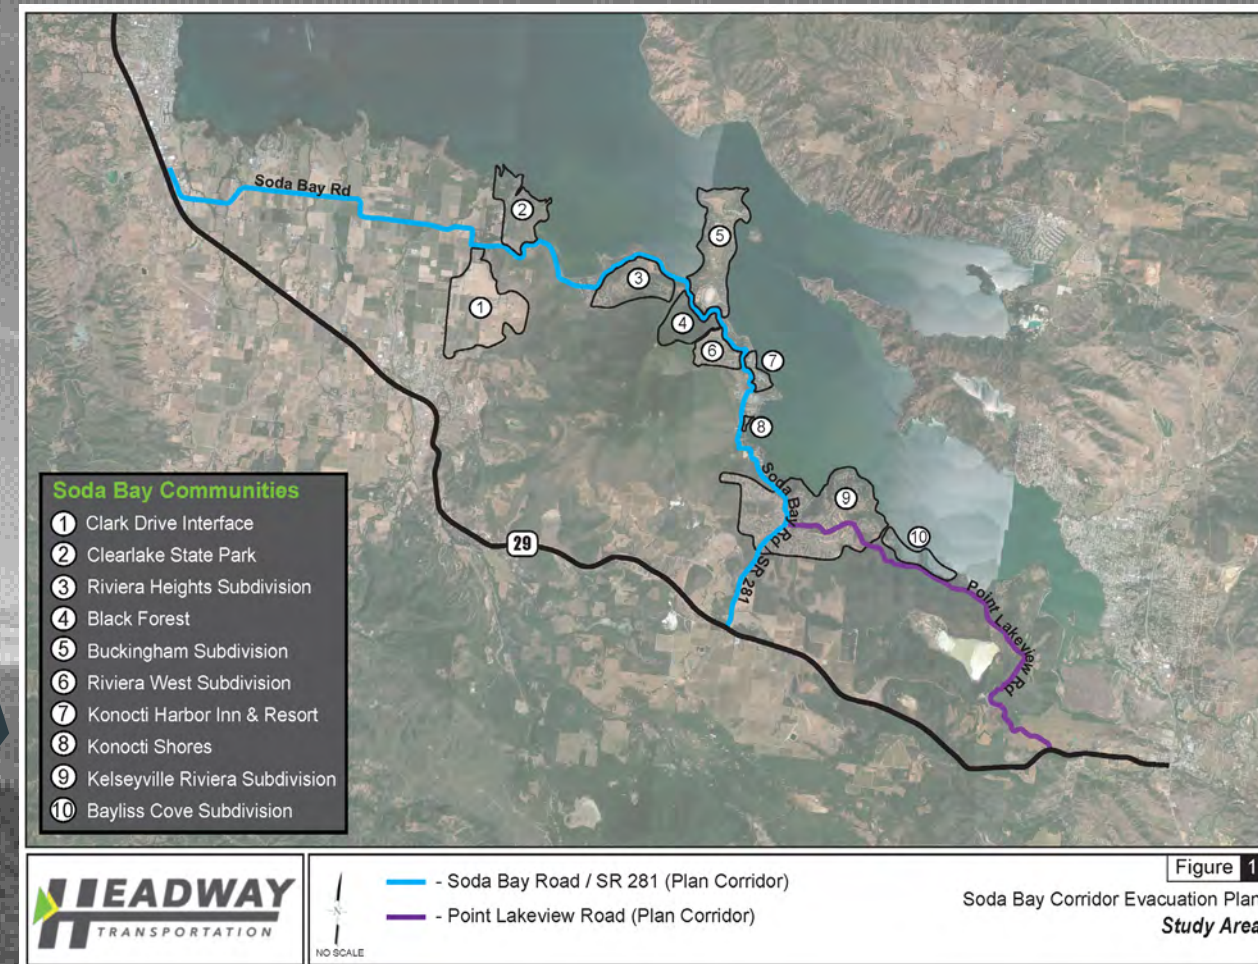 Soda Bay Rd
2
5
3
1
4
6
7
8
Soda Bay Rd
SR 281
9
10
29
Point Lakeview Rd
Soda Bay Communities
1 Clark Drive Interface
2 Clearlake State Park
3 Riviera Heights Subdivision
4 Black Forest
5 Buckingham Subdivision
6 Riviera West Subdivision
7 Konocti Harbor Inn & Resort
8 Konocti Shores
9 Kelseyville Riviera Subdivision
10 Bayliss Cove Subdivision
HEADWAY
TRANSPORTATION
N
NO SCALE
- Soda Bay Road / SR 281 (Plan Corridor)
- Point Lakeview Road (Plan Corridor)
Figure 1
Soda Bay Corridor Evacuation Plan
Study Area